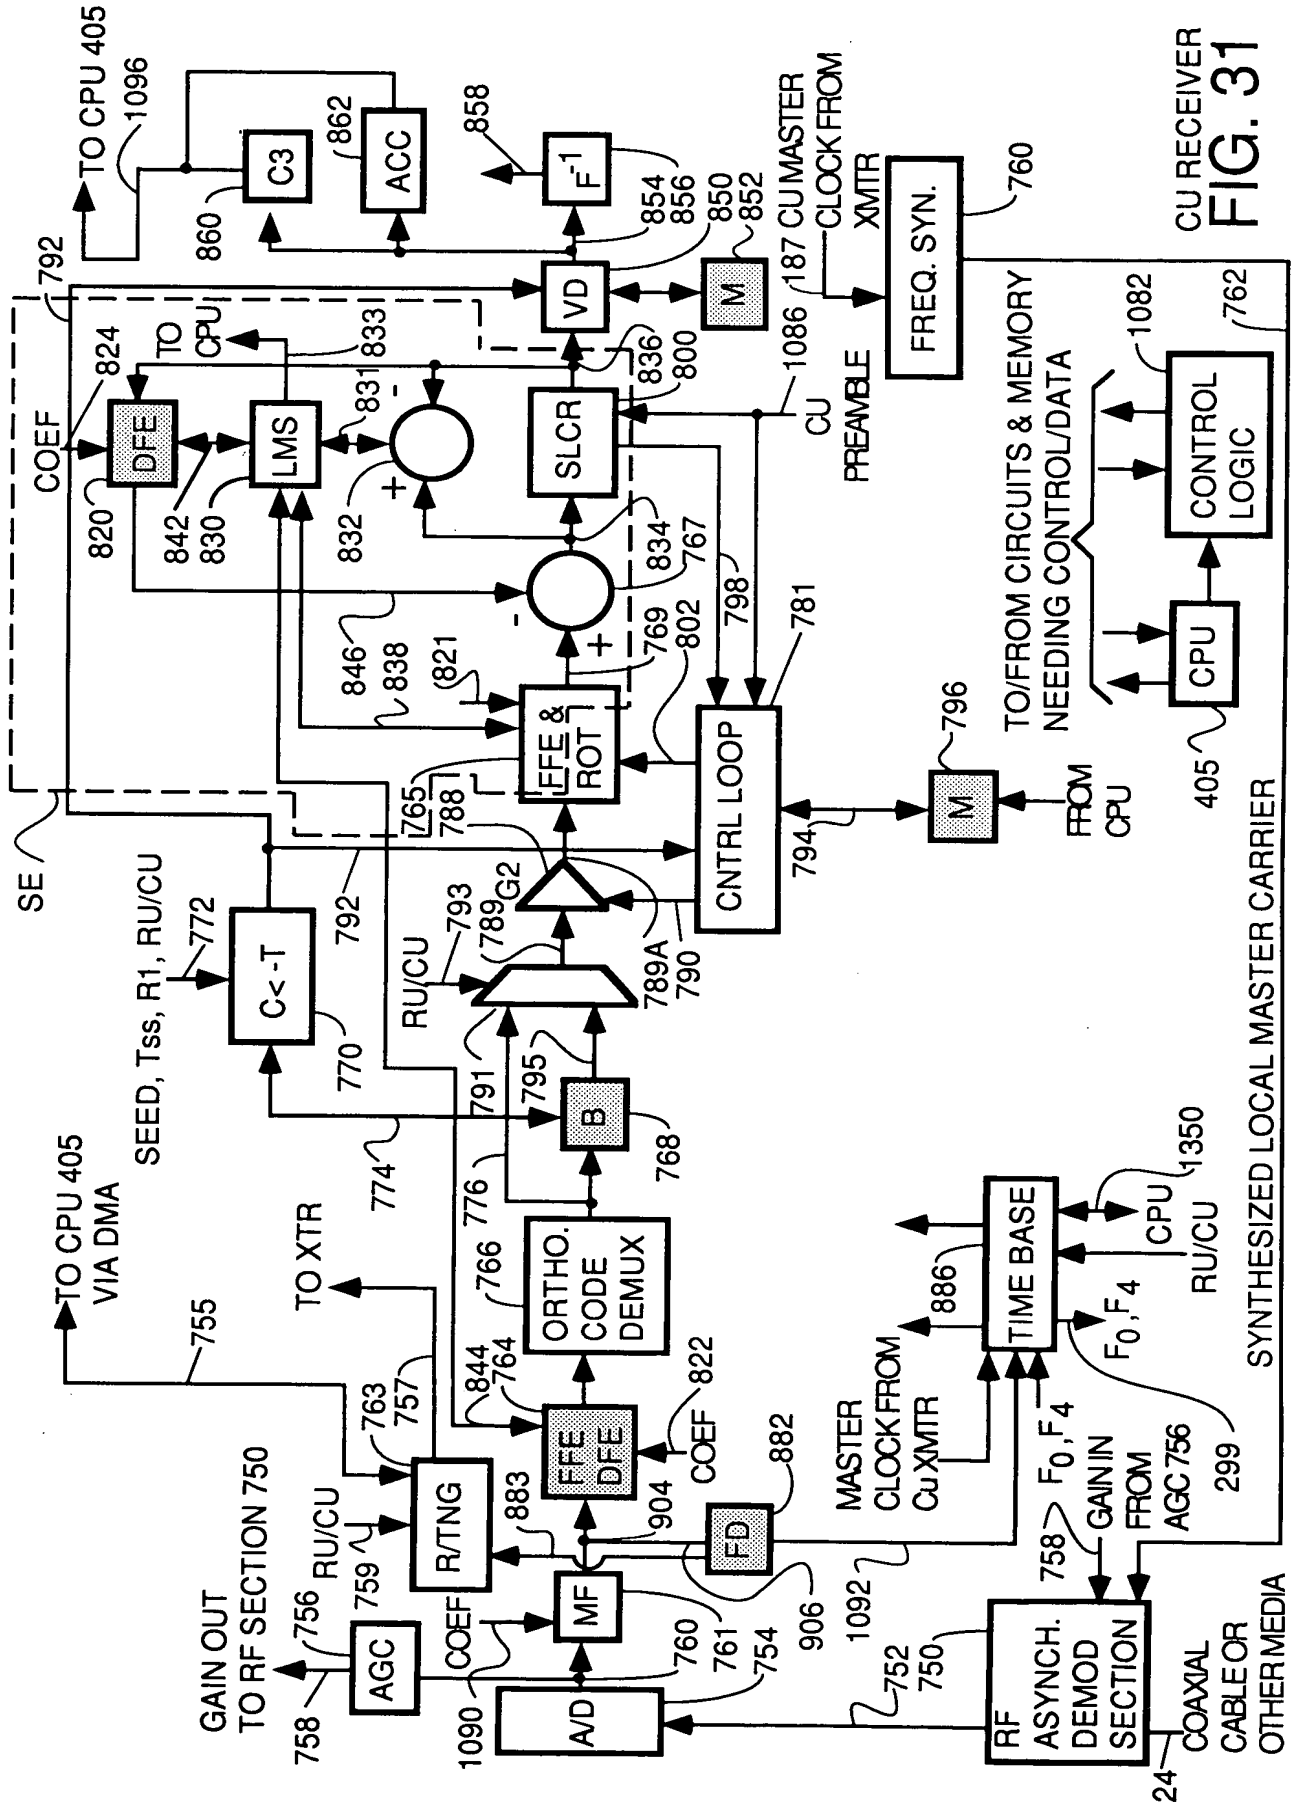 GAIN OUT
TO RF SECTION 750
758
756
AGC
COEF
1090
A/D
760
761
754
MF
RU/CU
759
763
R/TNG
757
755
TO CPU 405
VIA DMA
TO XTR
883
904
FD
882
906
1092
752
750
RF
ASYNCH.
DEMOD
SECTION
24
COAXIAL
CABLE OR
OTHER MEDIA
758
GAIN IN
FROM
AGC 756
844
764
FFE
DFE
822
COEF
766
ORTHO.
CODE
DEMUX
776
774
B
768
795
791
SEED, Tss, R1, RU/CU
772
C<-T
770
RU/CU
793
789
G2
788
789A
790
792
SE
765
FFE &
ROT
821
838
846
769
802
767
834
CNTRL LOOP
781
798
794
M
796
FROM
CPU
COEF
824
792
DFE
820
842
LMS
830
831
832
833
TO
CPU
+
-
+
-
SLCR
800
836
1086
CU
PREAMBLE
VD
850
M
852
854
856
F-1
858
C3
860
ACC
862
TO CPU 405
1096
187 CU MASTER
CLOCK FROM
XMTR
FREQ. SYN.
760
MASTER
CLOCK FROM
Cu XMTR
F0, F4
886
TIME BASE
299
F0, F4
1350
CPU
RU/CU
TO/FROM CIRCUITS & MEMORY
NEEDING CONTROL/DATA
CPU
405
CONTROL
LOGIC
1082
762
SYNTHESIZED LOCAL MASTER CARRIER
CU RECEIVER
FIG. 31